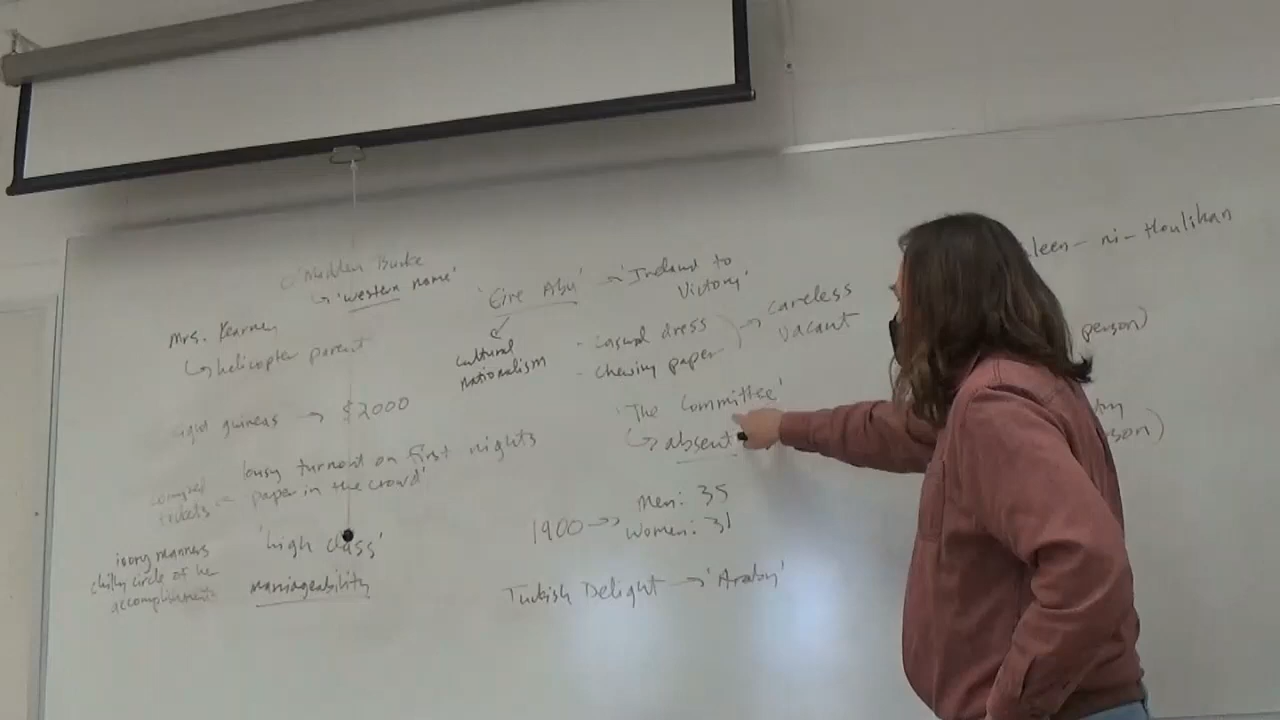 'Madden Burke
↳ 'western name'
Mrs. Kearney
↳ helicopter parent
guineas → $2000
lousy turnout on first nights
'paper in the crowd'
comped
tickets
'high class'
marriageability
ivory manners
chilly circle of her
accomplishments
'Eire Abu' → 'Ireland to
Victory'
cultural
nationalism
- casual dress
- chewing paper
→ careless
vacant
'The Committee'
↳ absent
1900 → Men: 35
Women: 31
Turkish Delight → 'Araby'
leen-ni-Houlihan
person)